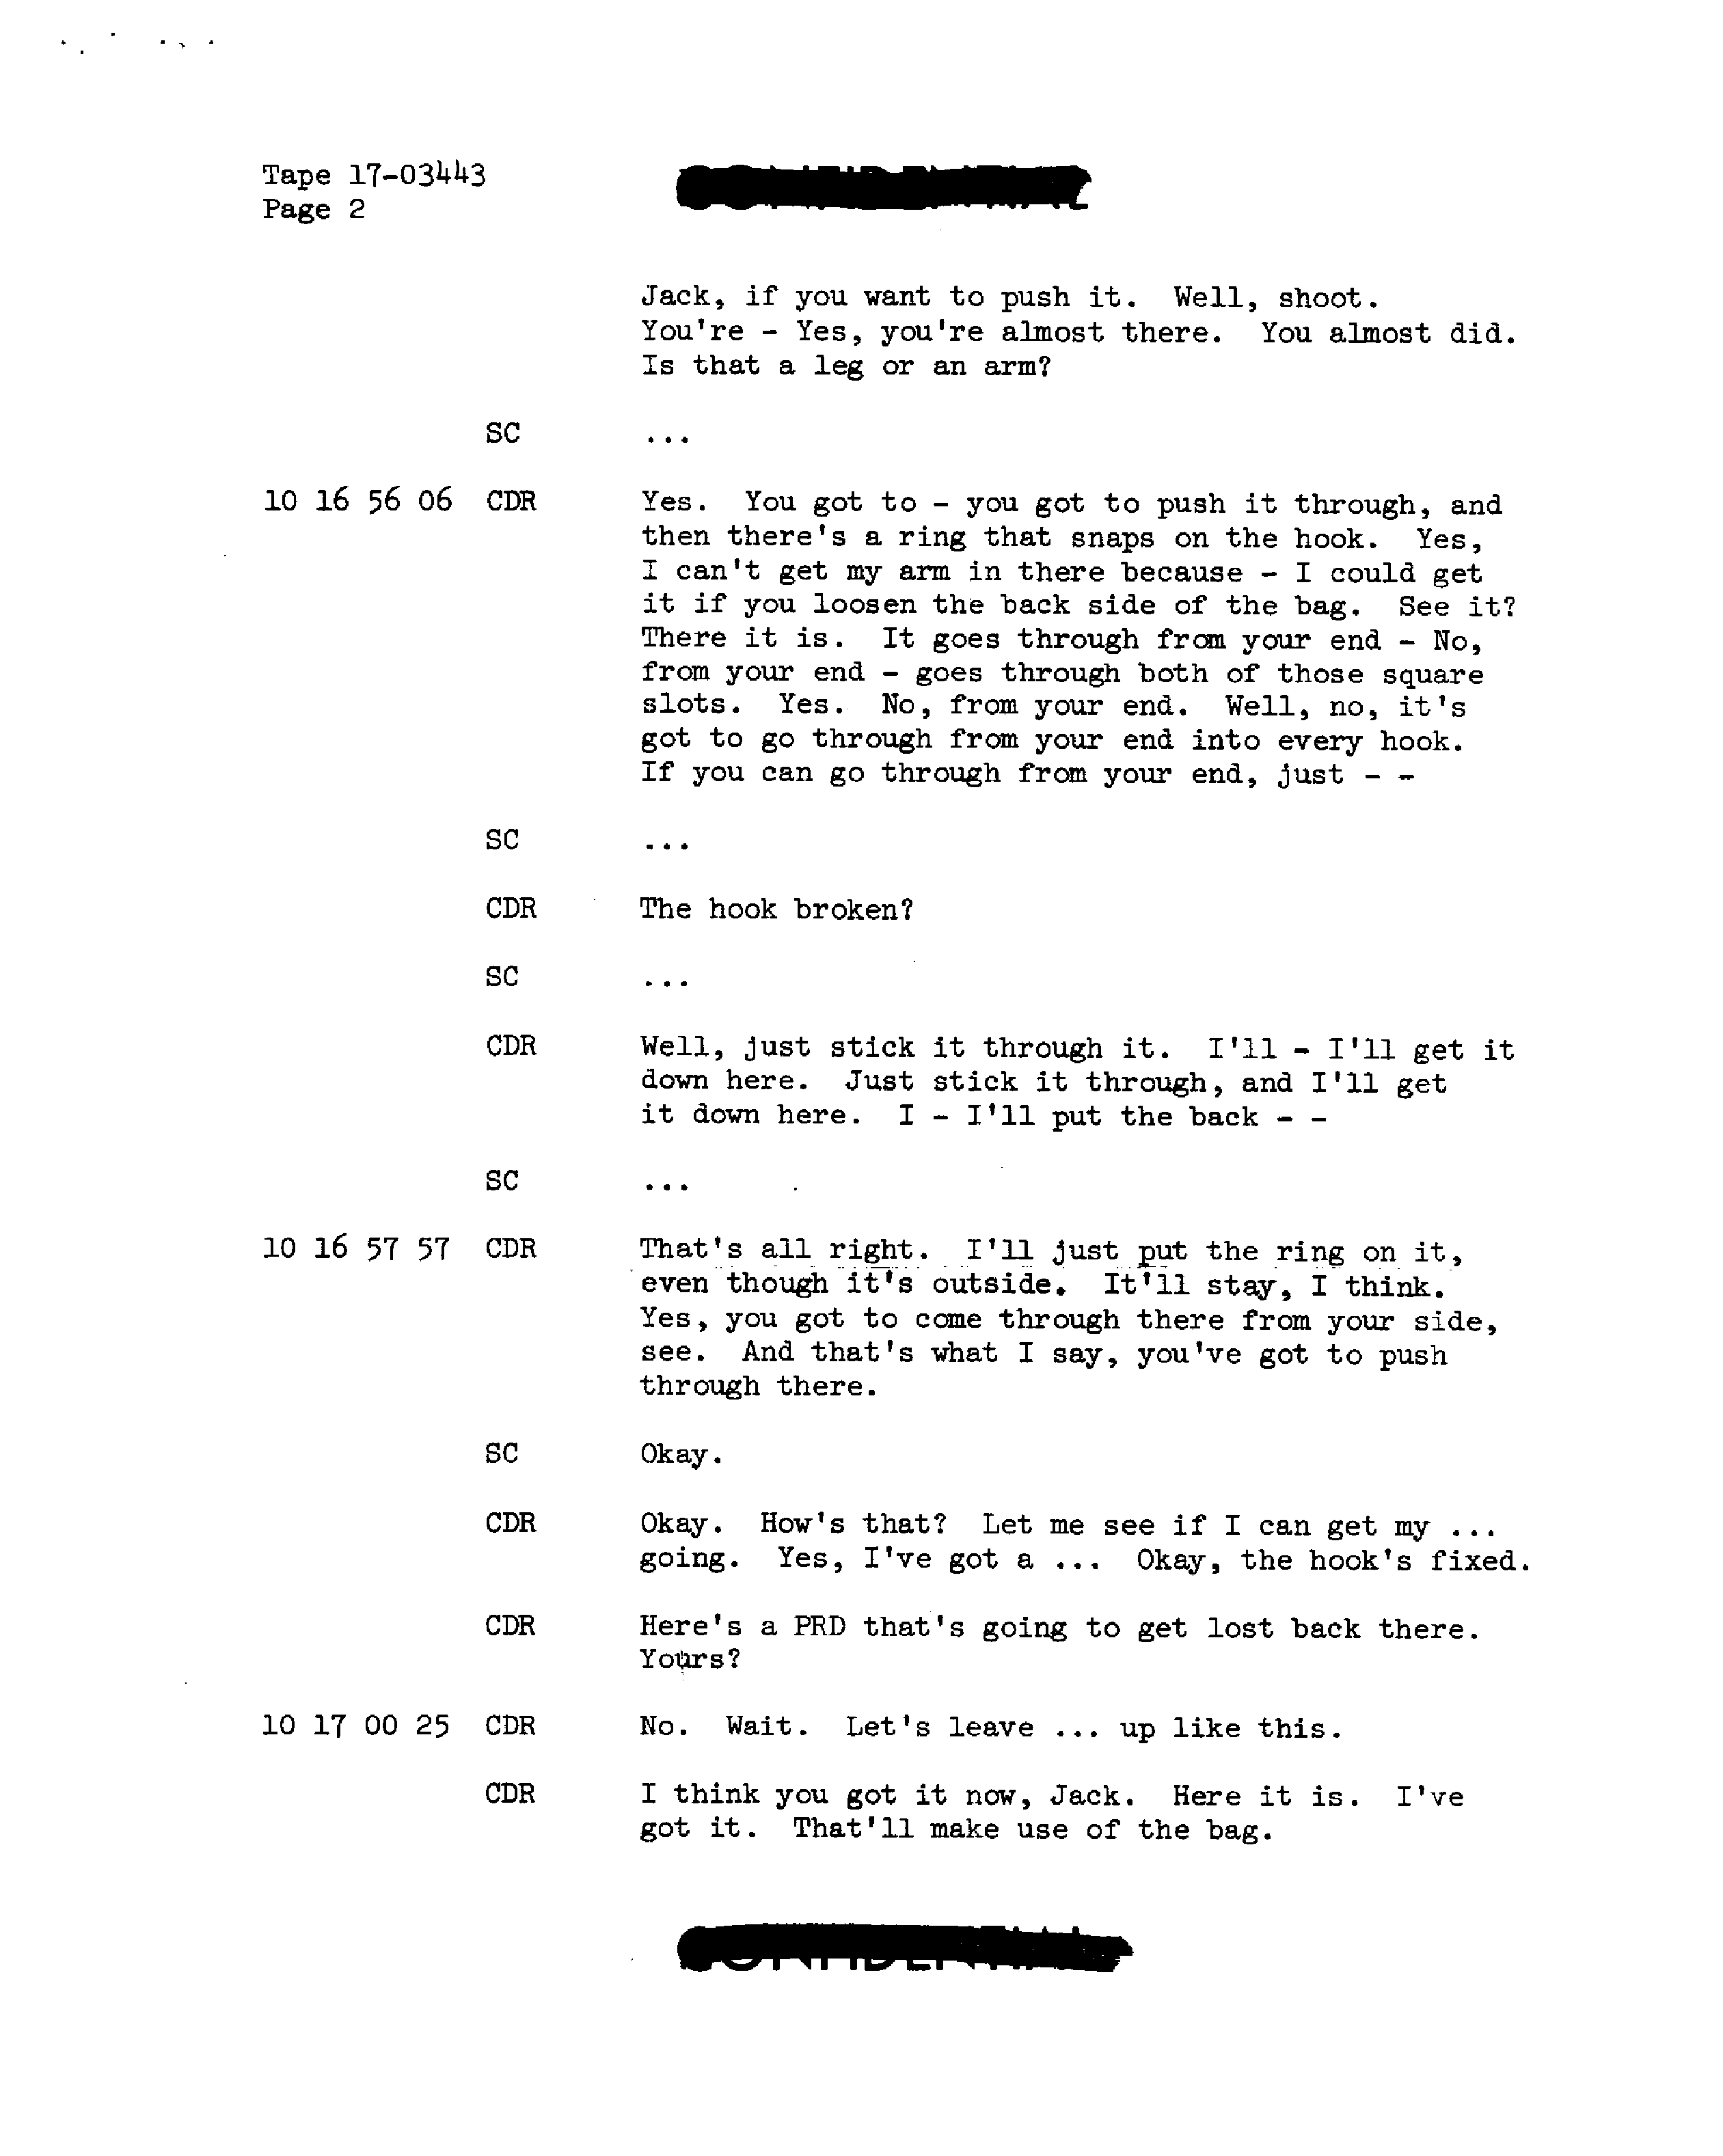 Tape 17-03443
Page 2
Jack, if you want to push it. Well, shoot.
You're - Yes, you're almost there. You almost did.
Is that a leg or an arm?
SC ...
10 16 56 06 CDR Yes. You got to - you got to push it through, and
then there's a ring that snaps on the hook. Yes,
I can't get my arm in there because - I could get
it if you loosen the back side of the bag. See it?
There it is. It goes through from your end - No,
from your end - goes through both of those square
slots. Yes. No, from your end. Well, no, it's
got to go through from your end into every hook.
If you can go through from your end, just - -
SC ...
CDR The hook broken?
SC ...
CDR Well, just stick it through it. I'll - I'll get it
down here. Just stick it through, and I'll get
it down here. I - I'll put the back - -
SC ...
10 16 57 57 CDR That's all right. I'll just put the ring on it,
even though it's outside. It'll stay, I think.
Yes, you got to come through there from your side,
see. And that's what I say, you've got to push
through there.
SC Okay.
CDR Okay. How's that? Let me see if I can get my ...
going. Yes, I've got a ... Okay, the hook's fixed.
CDR Here's a PRD that's going to get lost back there.
Yours?
10 17 00 25 CDR No. Wait. Let's leave ... up like this.
CDR I think you got it now, Jack. Here it is. I've
got it. That'll make use of the bag.